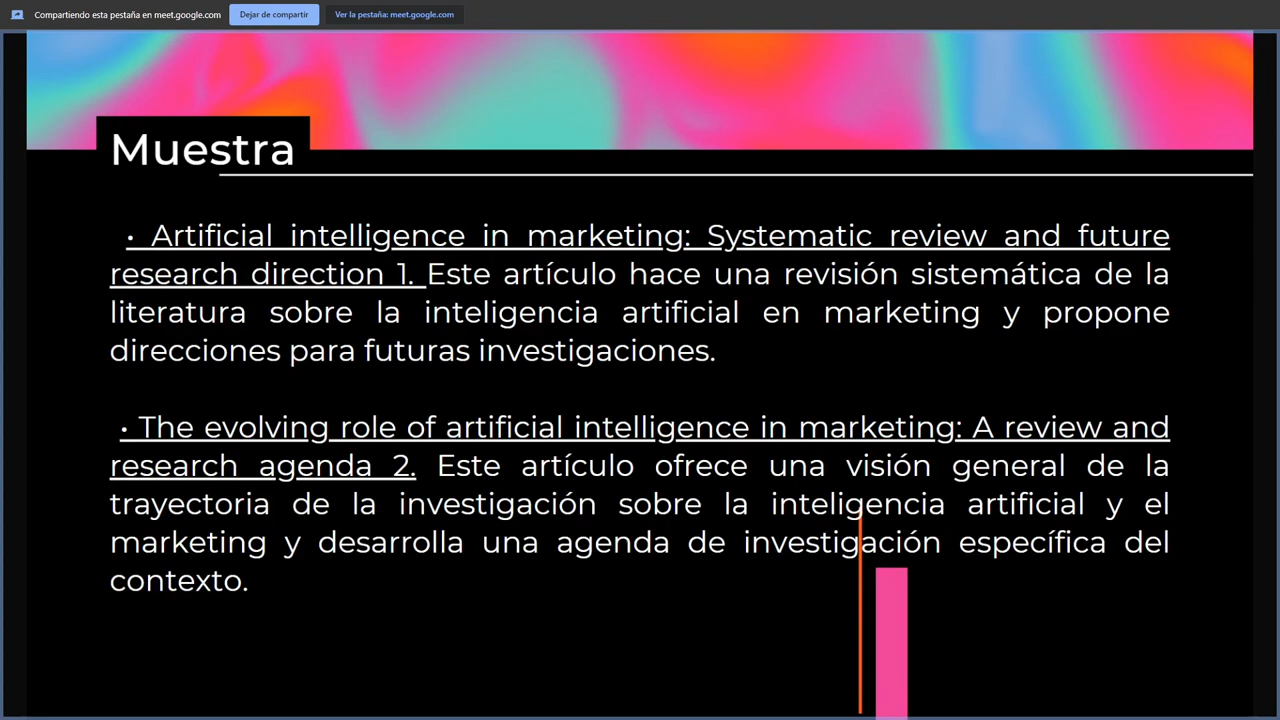 Compartiendo esta pestaña en meet.google.com
Dejar de compartir
Ver la pestaña: meet.google.com
Muestra
• Artificial intelligence in marketing: Systematic review and future
research direction 1. Este artículo hace una revisión sistemática de la
literatura sobre la inteligencia artificial en marketing y propone
direcciones para futuras investigaciones.
• The evolving role of artificial intelligence in marketing: A review and
research agenda 2. Este artículo ofrece una visión general de la
trayectoria de la investigación sobre la inteligencia artificial y el
marketing y desarrolla una agenda de investigación específica del
contexto.